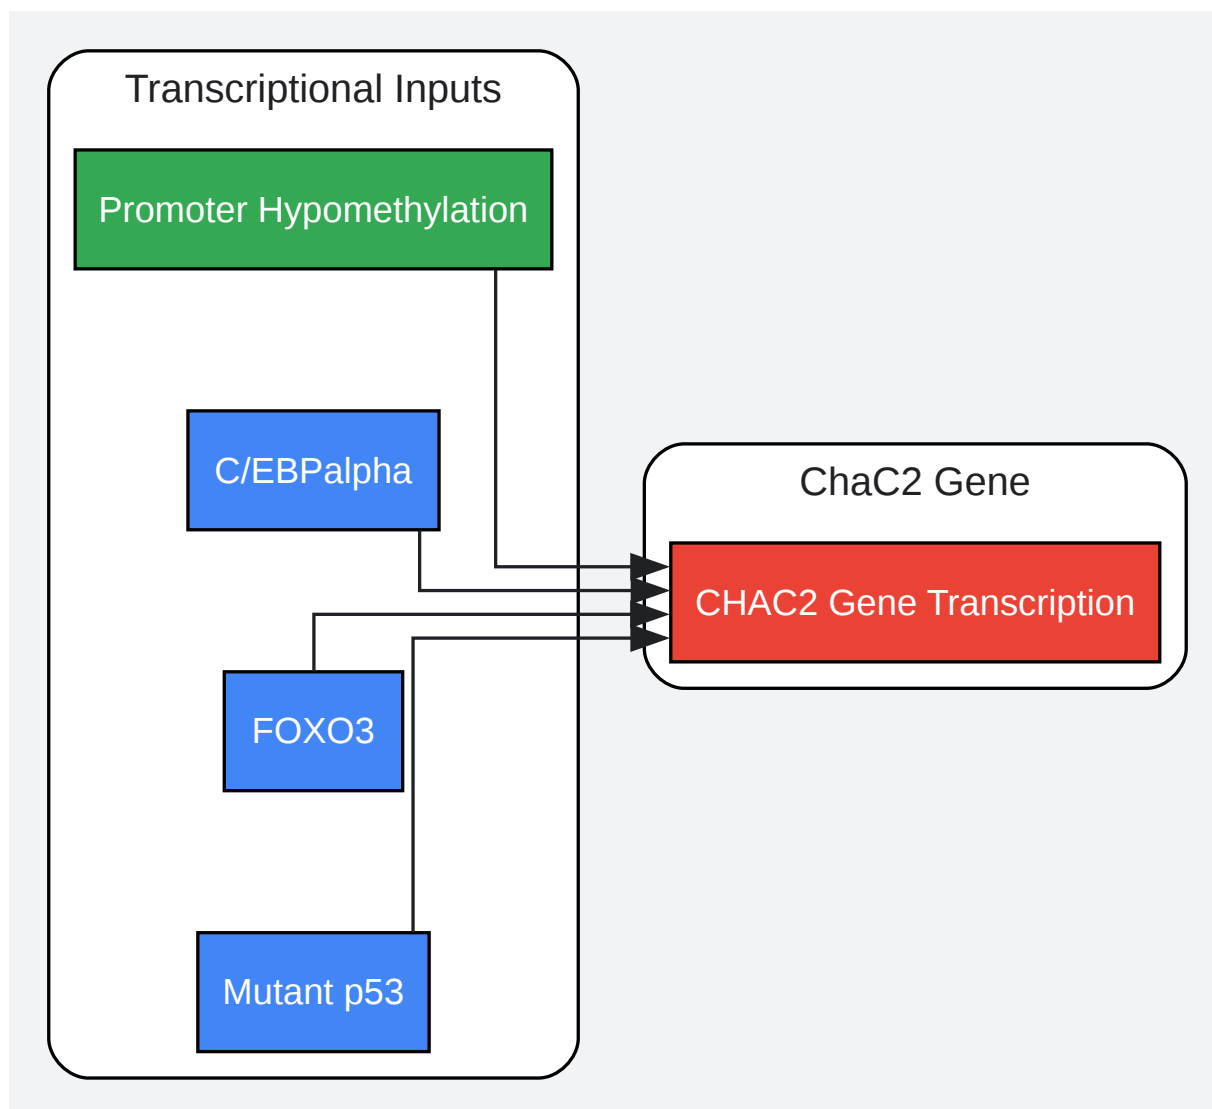 Transcriptional Inputs
Promoter Hypomethylation
C/EBPalpha
ChaC2 Gene
CHAC2 Gene Transcription
FOXO3
Mutant p53